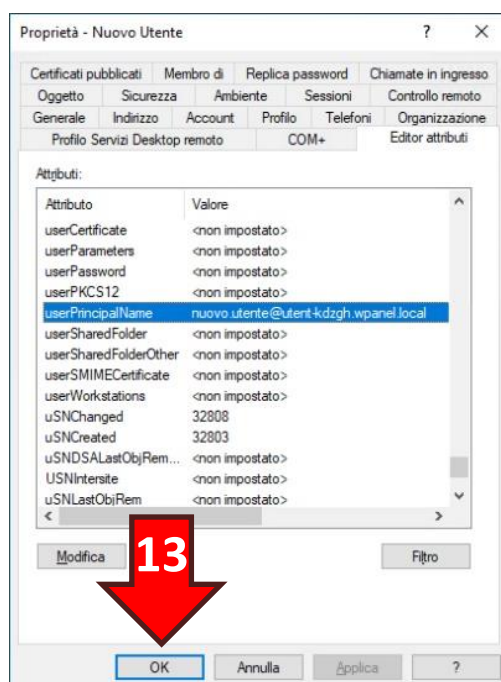 Proprietà - Nuovo Utente ? ×
Certificati pubblicati Membro di Replica password Chiamate in ingresso
Oggetto Sicurezza Ambiente Sessioni Controllo remoto
Generale Indirizzo Account Profilo Telefoni Organizzazione
Profilo Servizi Desktop remoto COM+ Editor attributi
Attributi:
Attributo Valore
userCertificate <non impostato>
userParameters <non impostato>
userPassword <non impostato>
userPKCS12 <non impostato>
userPrincipalName nuovo.utente@utent-kdzgh.wpanel.local
userSharedFolder <non impostato>
userSharedFolderOther <non impostato>
userSMIMECertificate <non impostato>
userWorkstations <non impostato>
uSNChanged 32808
uSNCreated 32803
uSNDSALastObjRem... <non impostato>
USNIntersite <non impostato>
uSNLastObjRem <non impostato>
Modifica 13 Filtro
OK Annulla Applica ?